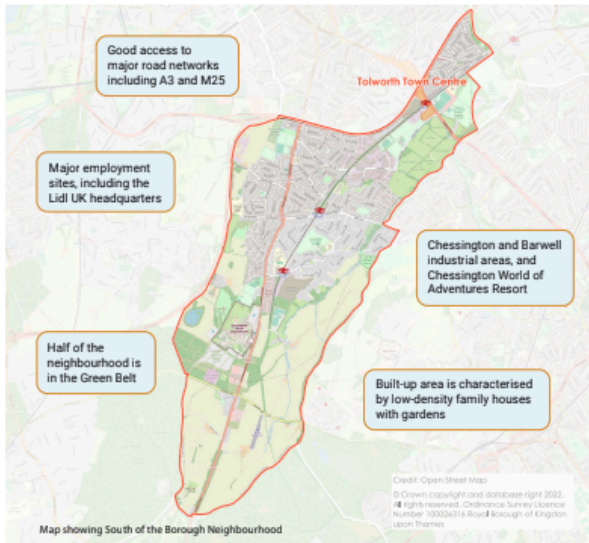 Good access to
major road networks
including A3 and M25
Tolworth Town Centre
Major employment
sites, including the
Lidl UK headquarters
Chessington and Barwell
industrial areas, and
Chessington World of
Adventures Resort
Half of the
neighbourhood is
in the Green Belt
Built-up area is characterised
by low-density family houses
with gardens
Credit: Open Street Map
© Crown copyright and database right 2022.
All rights reserved. Ordnance Survey Licence
Number 100026316 Royal Borough of Kingston
upon Thames
Map showing South of the Borough Neighbourhood